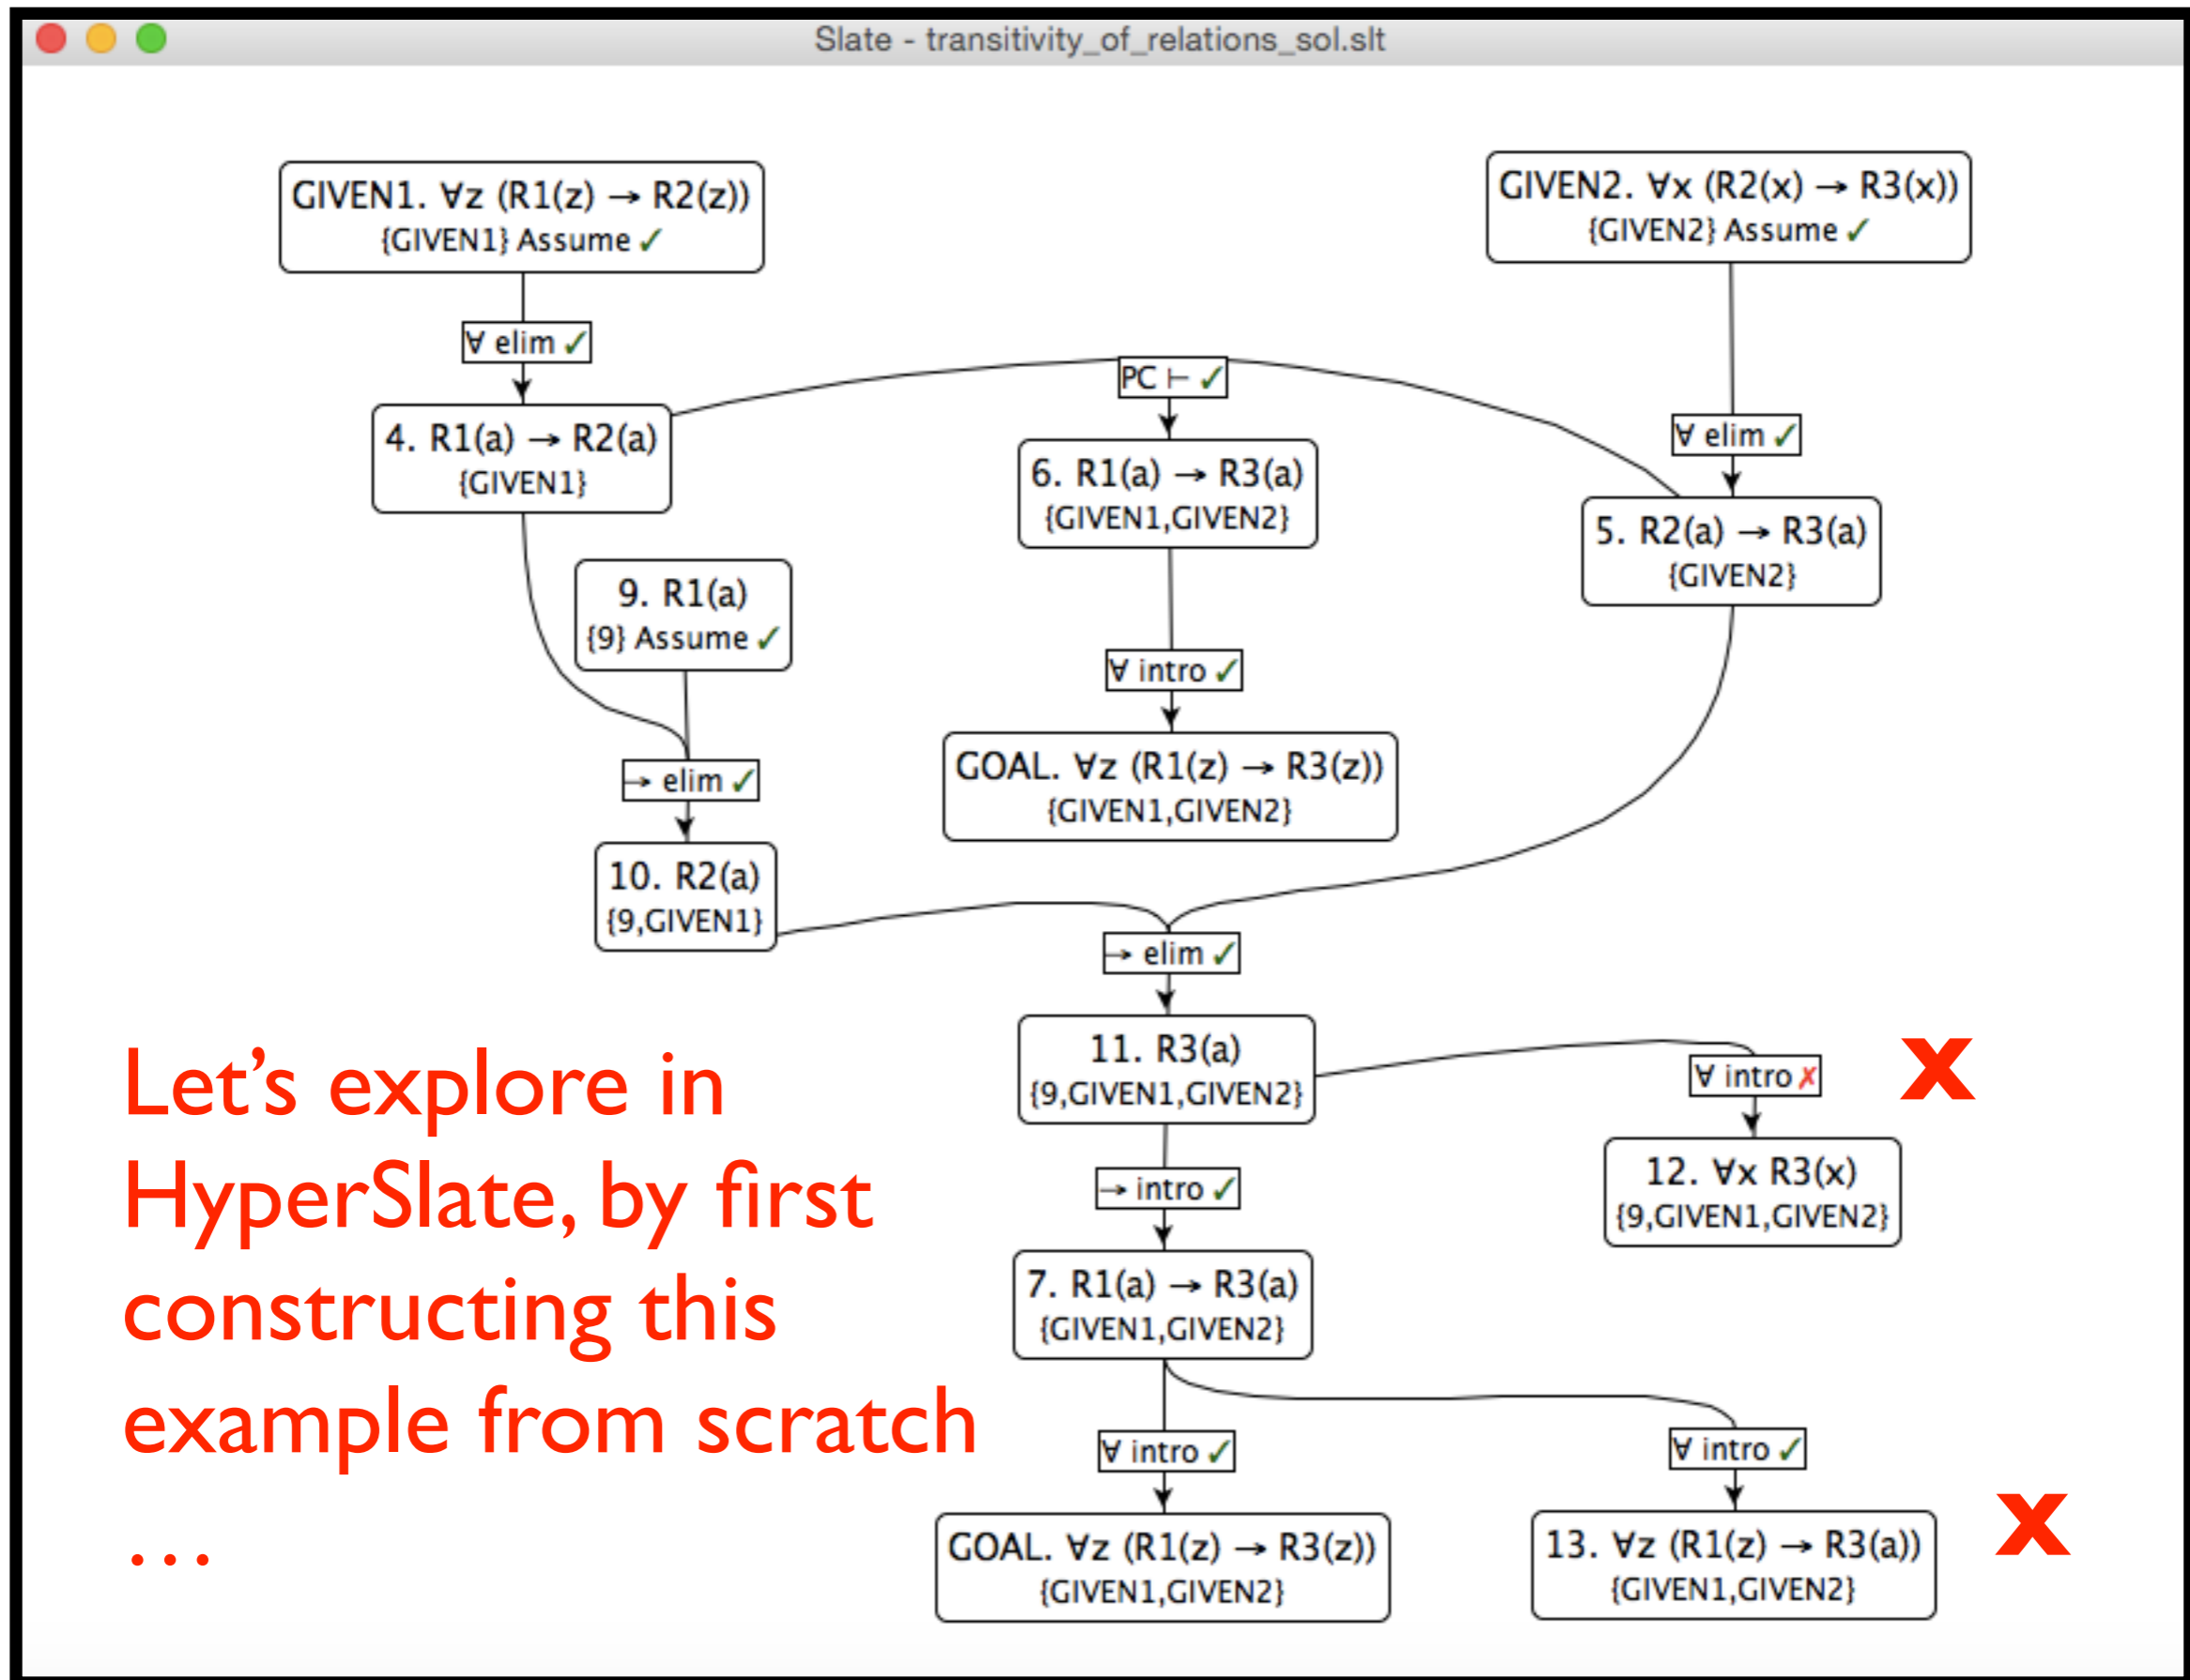 Slate - transitivity_of_relations_sol.slt
GIVEN1. ∀z (R1(z) → R2(z))
{GIVEN1} Assume ✓
GIVEN2. ∀x (R2(x) → R3(x))
{GIVEN2} Assume ✓
∀ elim ✓
PC ⊢ ✓
∀ elim ✓
4. R1(a) → R2(a)
{GIVEN1}
6. R1(a) → R3(a)
{GIVEN1,GIVEN2}
5. R2(a) → R3(a)
{GIVEN2}
9. R1(a)
{9} Assume ✓
∀ intro ✓
→ elim ✓
GOAL. ∀z (R1(z) → R3(z))
{GIVEN1,GIVEN2}
10. R2(a)
{9,GIVEN1}
→ elim ✓
11. R3(a)
{9,GIVEN1,GIVEN2}
∀ intro ✗
x
12. ∀x R3(x)
{9,GIVEN1,GIVEN2}
→ intro ✓
7. R1(a) → R3(a)
{GIVEN1,GIVEN2}
∀ intro ✓
∀ intro ✓
GOAL. ∀z (R1(z) → R3(z))
{GIVEN1,GIVEN2}
13. ∀z (R1(z) → R3(a))
{GIVEN1,GIVEN2}
x
Let’s explore in
HyperSlate, by first
constructing this
example from scratch
…